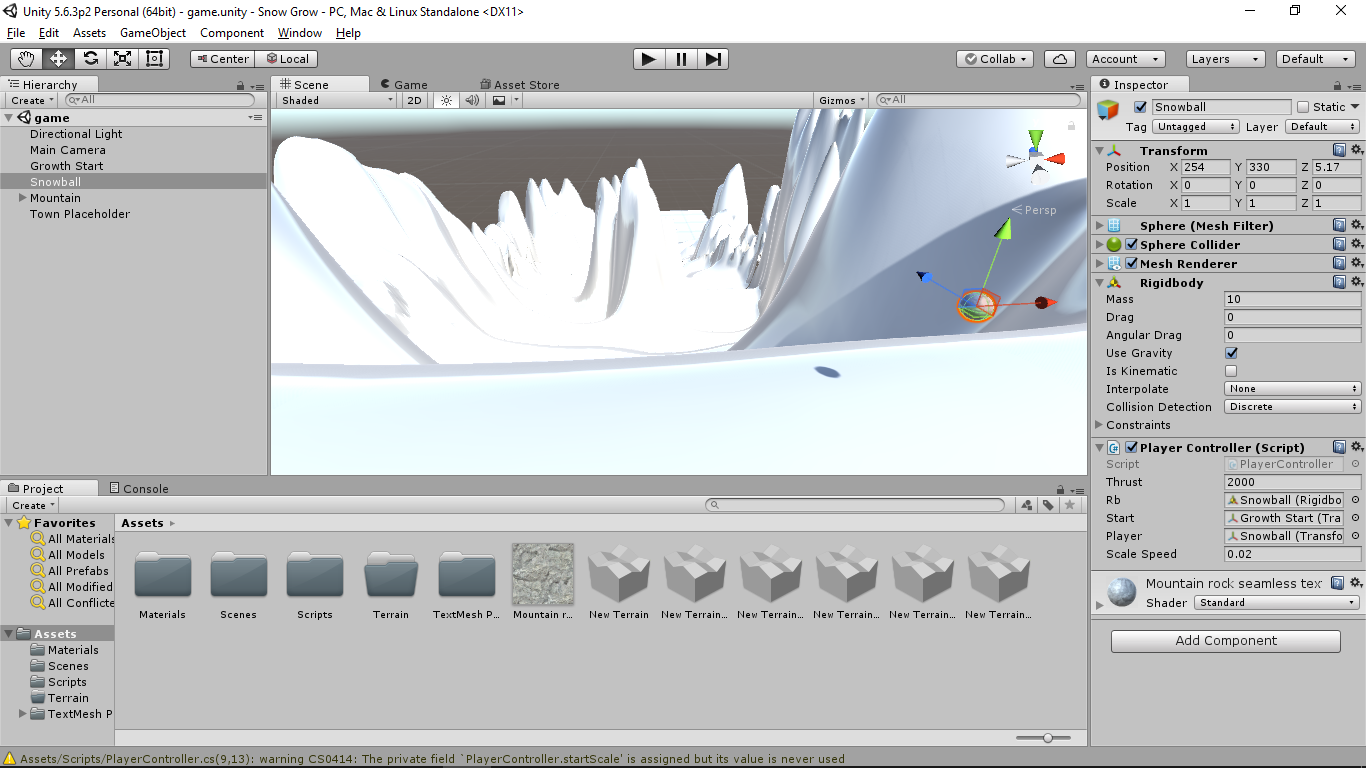 Unity 5.6.3p2 Personal (64bit) - game.unity - Snow Grow - PC, Mac & Linux Standalone <DX11>
File Edit Assets GameObject Component Window Help
Center Local Collab Account Layers Default
Hierarchy
Create All
game
Directional Light
Main Camera
Growth Start
Snowball
Mountain
Town Placeholder
Scene Game Asset Store
Shaded 2D Gizmos All
Persp
Inspector
Snowball Static
Tag Untagged Layer Default
Transform
Position X 254 Y 330 Z 5.17
Rotation X 0 Y 0 Z 0
Scale X 1 Y 1 Z 1
Sphere (Mesh Filter)
Sphere Collider
Mesh Renderer
Rigidbody
Mass 10
Drag 0
Angular Drag 0
Use Gravity
Is Kinematic
Interpolate None
Collision Detection Discrete
Constraints
Player Controller (Script)
Script PlayerController
Thrust 2000
Rb Snowball (Rigidbo
Start Growth Start (Tra
Player Snowball (Transfo
Scale Speed 0.02
Mountain rock seamless tex
Shader Standard
Add Component
Project Console
Create
Favorites
All Materials
All Models
All Prefabs
All Modified
All Conflicte
Assets
Materials
Scenes
Scripts
Terrain
TextMesh P
Assets
Materials Scenes Scripts Terrain TextMesh P... Mountain r... New Terrain New Terrain... New Terrain... New Terrain... New Terrain... New Terrain...
Assets/Scripts/PlayerController.cs(9,13): warning CS0414: The private field `PlayerController.startScale' is assigned but its value is never used